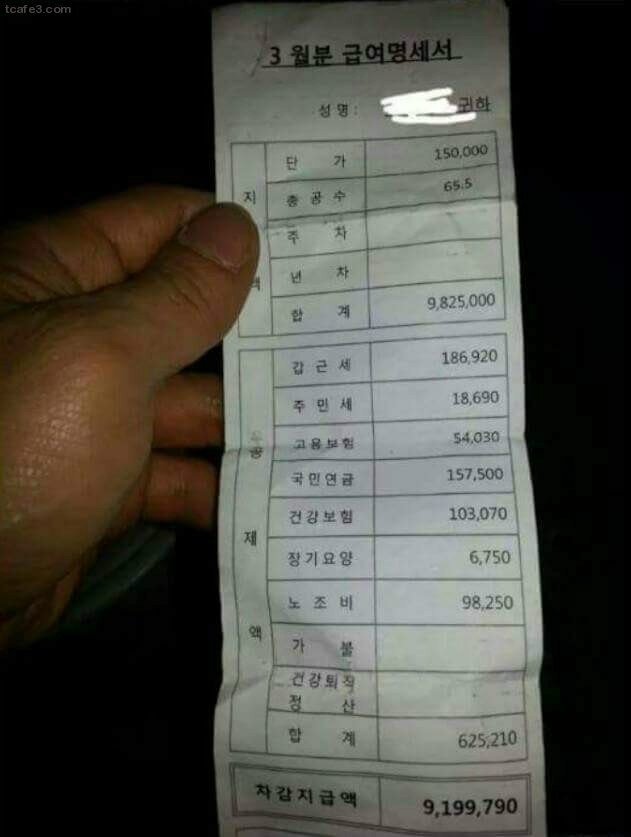 tcafe3.com
3 월분 급여명세서
성 명 : 귀하
지
단 가 150,000
총 공 수 65.5
주 차
년 차
액
합 계 9,825,000
갑 근 세 186,920
주 민 세 18,690
고용보험 54,030
공
국민연금 157,500
건강보험 103,070
제
장기요양 6,750
노 조 비 98,250
액
가 불
건강퇴직
정 산
합 계 625,210
차감지급액 9,199,790